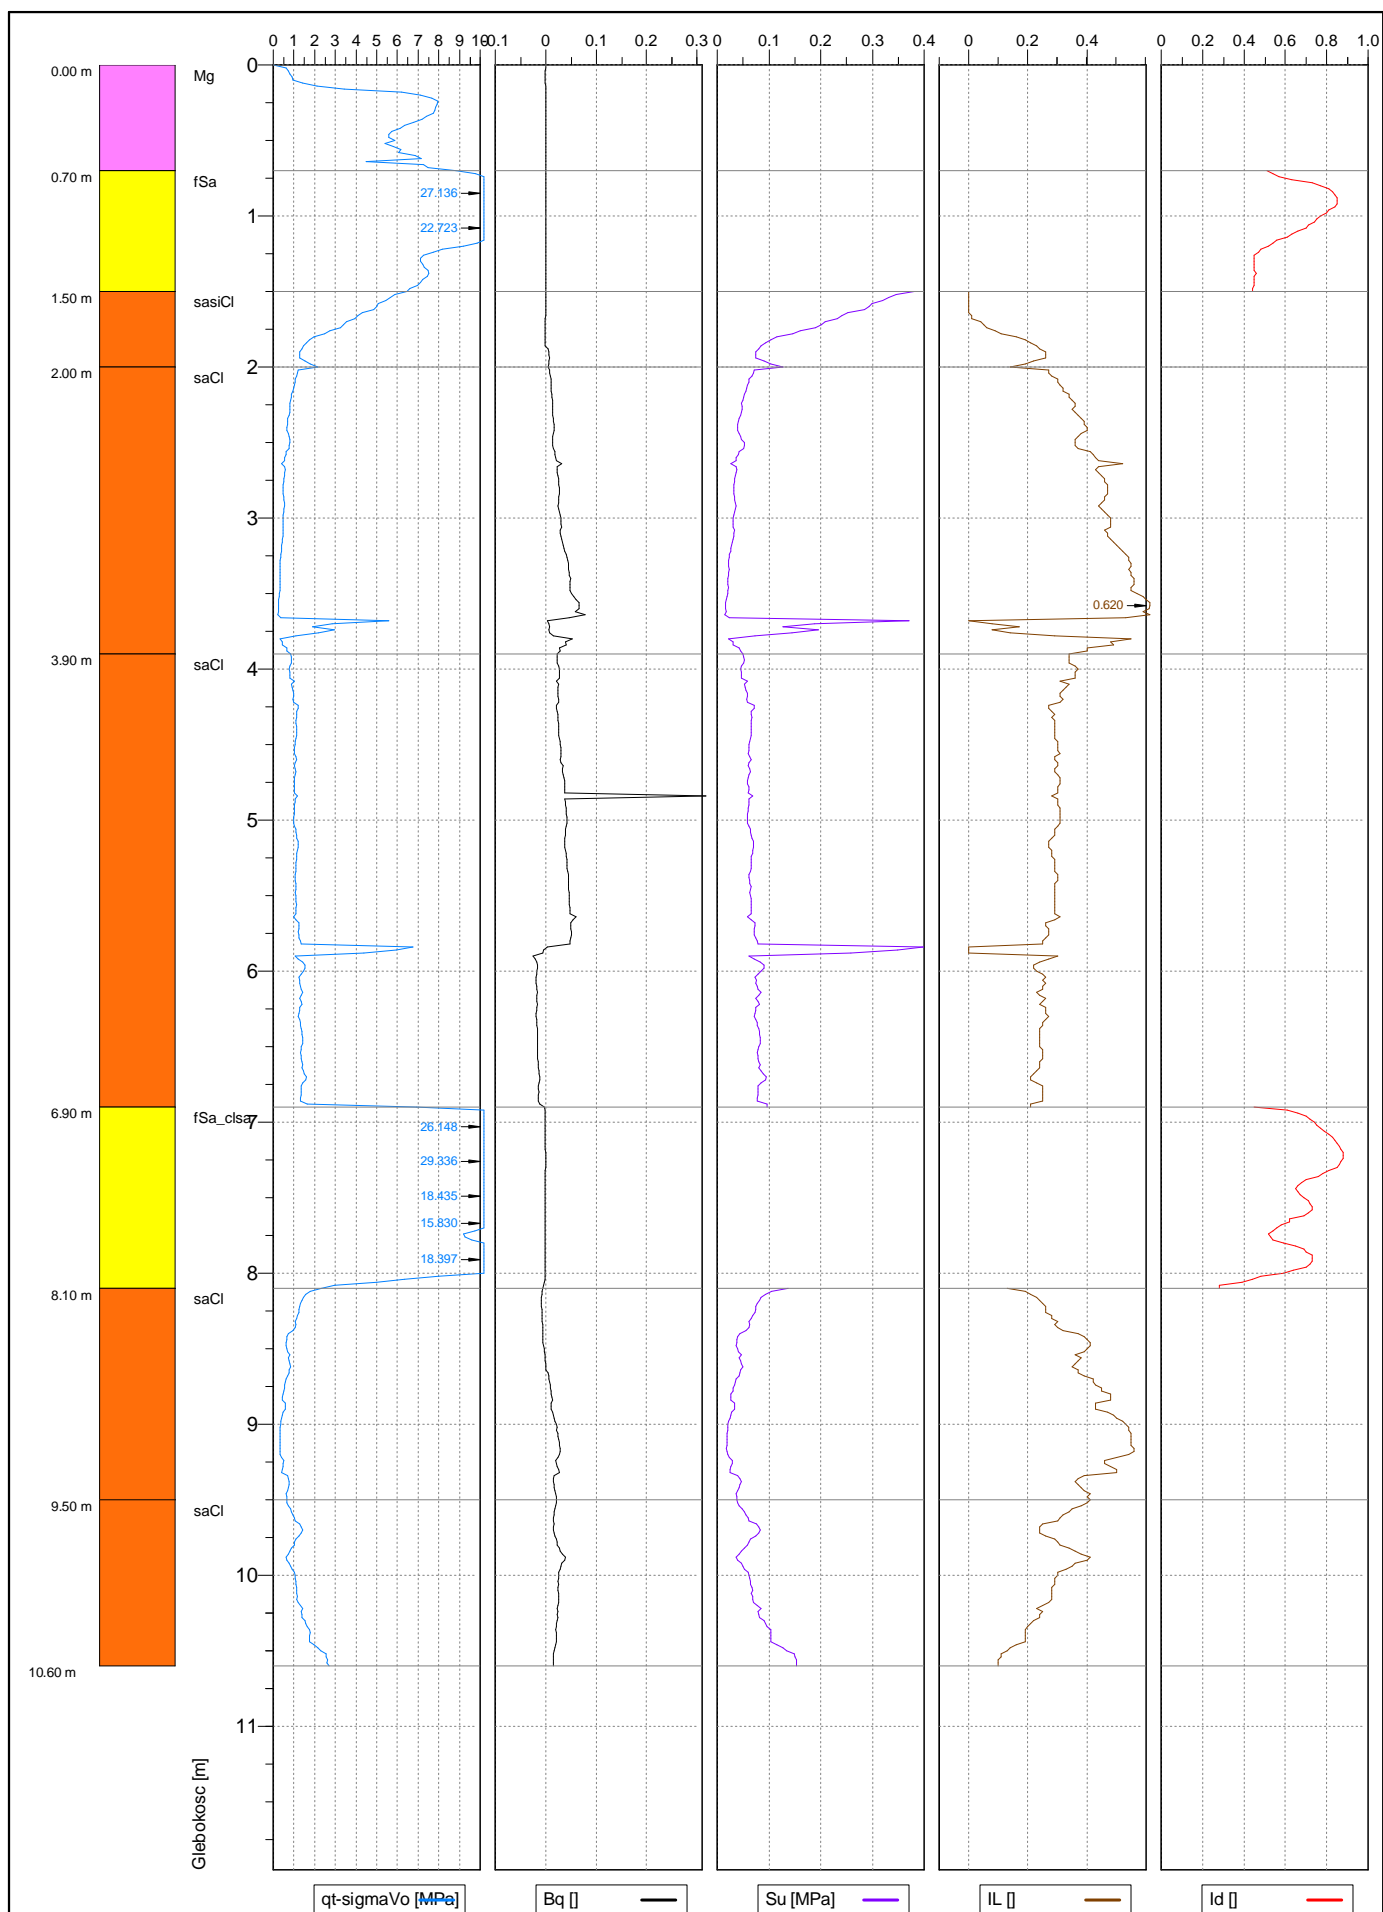 0 1 2 3 4 5 6 7 8 9 10
-0.1 0 0.1 0.2 0.3
0 0.1 0.2 0.3 0.4
0 0.2 0.4
0 0.2 0.4 0.6 0.8 1.0
0.00 m Mg 0
0.70 m fSa
27.136
1
22.723
1.50 m sasiCl
2
2.00 m saCl
3
0.620
3.90 m saCl
4
5
6
6.90 m fSa_clsa
7
26.148
29.336
18.435
15.830
18.397
8
8.10 m saCl
9
9.50 m saCl
10
10.60 m
11
Glebokosc [m]
qt-sigmaVo [MPa]
Bq []
Su [MPa]
IL []
Id []